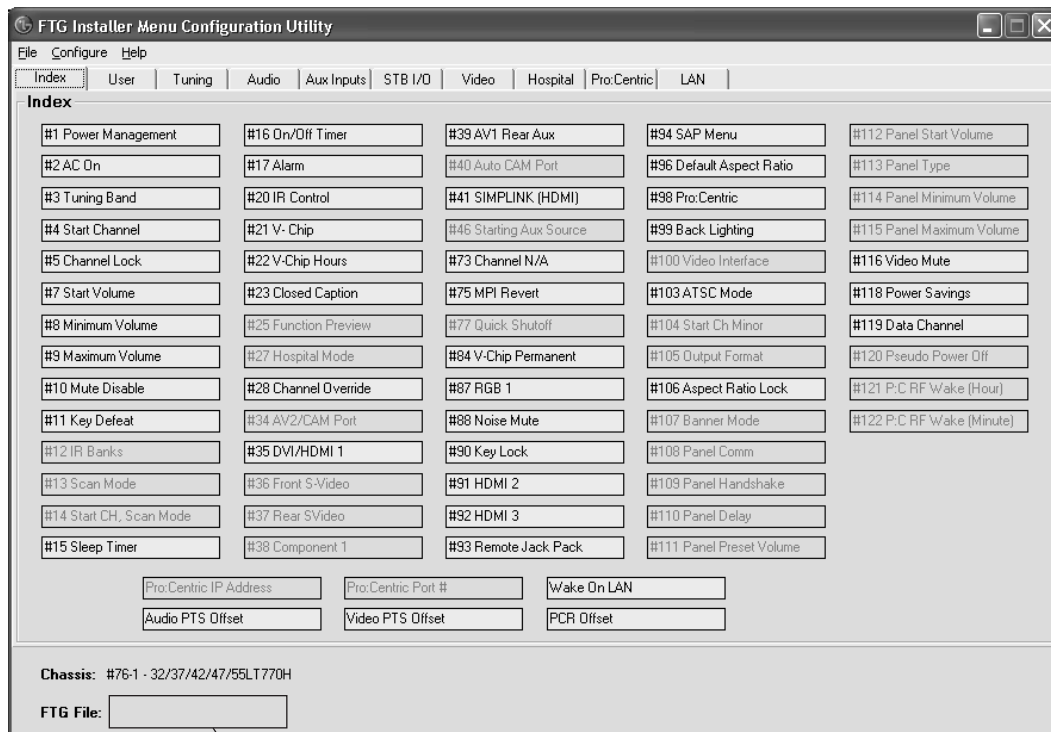 FTG Installer Menu Configuration Utility
File Configure Help
Index User Tuning Audio Aux Inputs STB I/O Video Hospital Pro:Centric LAN
Index
#1 Power Management
#2 AC On
#3 Tuning Band
#4 Start Channel
#5 Channel Lock
#7 Start Volume
#8 Minimum Volume
#9 Maximum Volume
#10 Mute Disable
#11 Key Defeat
#12 IR Banks
#13 Scan Mode
#14 Start CH, Scan Mode
#15 Sleep Timer
#16 On/Off Timer
#17 Alarm
#20 IR Control
#21 V- Chip
#22 V-Chip Hours
#23 Closed Caption
#25 Function Preview
#27 Hospital Mode
#28 Channel Override
#34 AV2/CAM Port
#35 DVI/HDMI 1
#36 Front S-Video
#37 Rear SVideo
#38 Component 1
#39 AV1 Rear Aux
#40 Auto CAM Port
#41 SIMPLINK (HDMI)
#46 Starting Aux Source
#73 Channel N/A
#75 MPI Revert
#77 Quick Shutoff
#84 V-Chip Permanent
#87 RGB 1
#88 Noise Mute
#90 Key Lock
#91 HDMI 2
#92 HDMI 3
#93 Remote Jack Pack
#94 SAP Menu
#96 Default Aspect Ratio
#98 Pro:Centric
#99 Back Lighting
#100 Video Interface
#103 ATSC Mode
#104 Start Ch Minor
#105 Output Format
#106 Aspect Ratio Lock
#107 Banner Mode
#108 Panel Comm
#109 Panel Handshake
#110 Panel Delay
#111 Panel Preset Volume
#112 Panel Start Volume
#113 Panel Type
#114 Panel Minimum Volume
#115 Panel Maximum Volume
#116 Video Mute
#118 Power Savings
#119 Data Channel
#120 Pseudo Power Off
#121 P:C RF Wake (Hour)
#122 P:C RF Wake (Minute)
Pro:Centric IP Address
Pro:Centric Port #
Wake On LAN
Audio PTS Offset
Video PTS Offset
PCR Offset
Chassis: #76-1 - 32/37/42/47/55LT770H
FTG File: